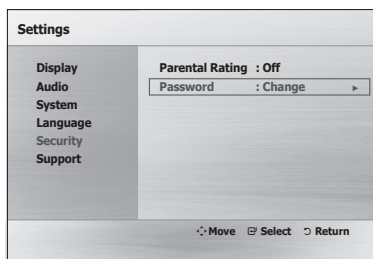 Settings
Display
Audio
System
Language
Security
Support
Parental Rating : Off
Password : Change ►
Move Select Return